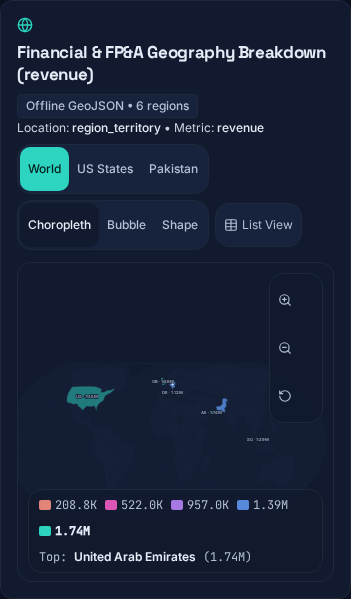 Financial & FP&A Geography Breakdown
(revenue)
Offline GeoJSON • 6 regions
Location: region_territory • Metric: revenue
World US States Pakistan
Choropleth Bubble Shape List View
208.8K 522.0K 957.0K 1.39M
1.74M
Top: United Arab Emirates (1.74M)